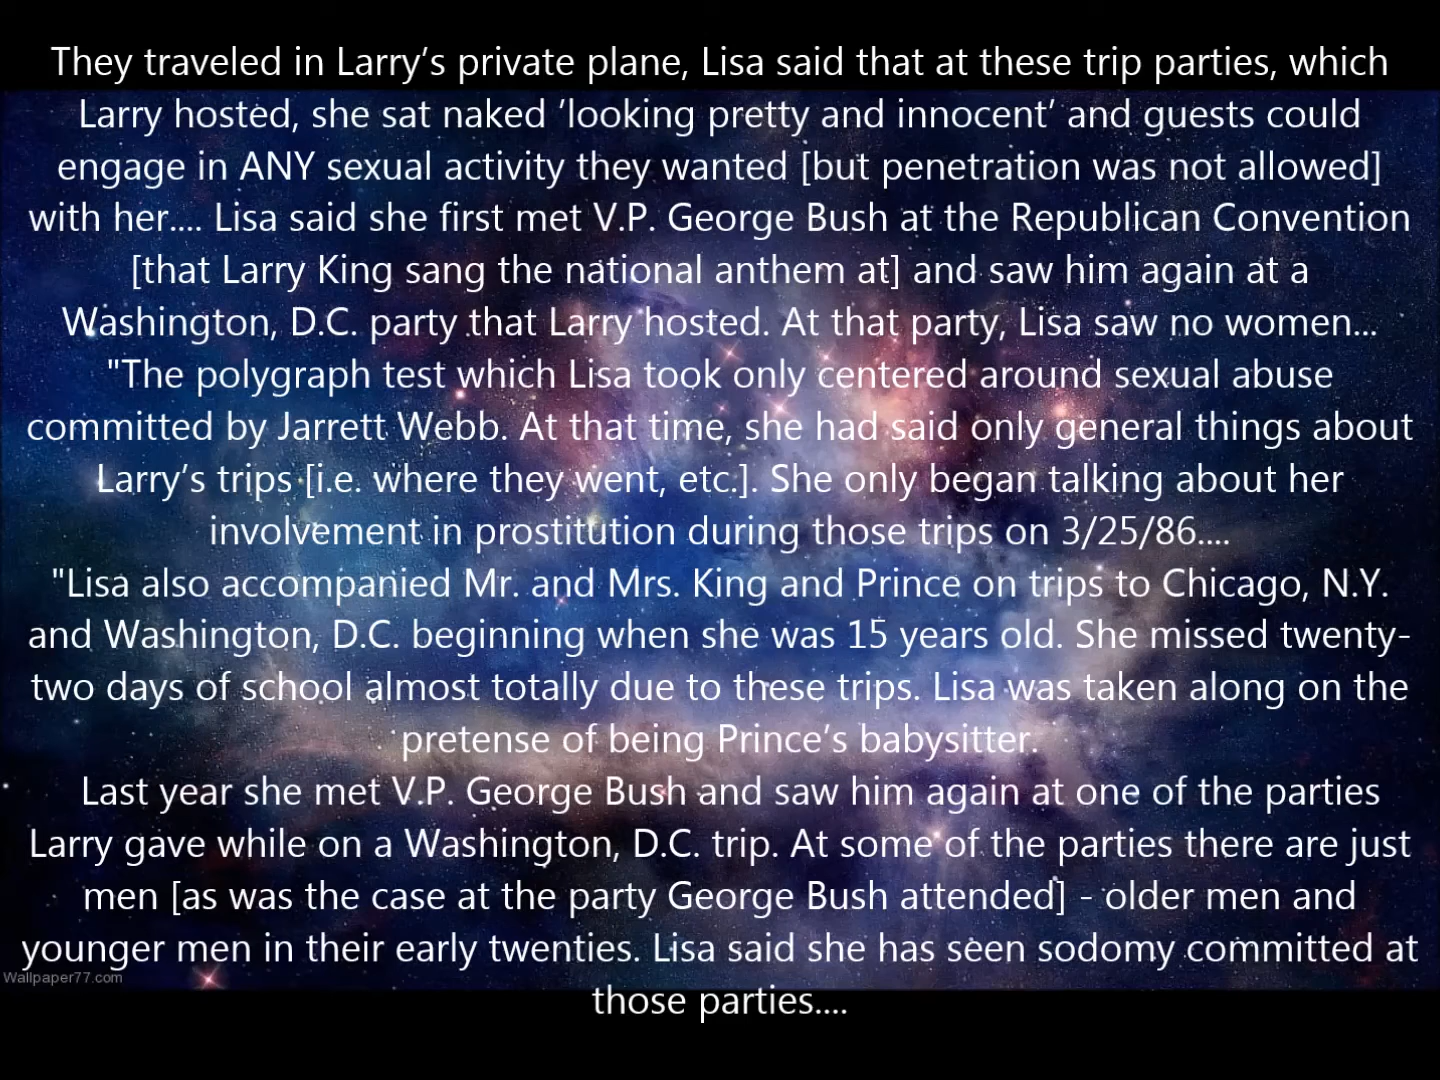 They traveled in Larry’s private plane, Lisa said that at these trip parties, which
Larry hosted, she sat naked ‘looking pretty and innocent’ and guests could
engage in ANY sexual activity they wanted [but penetration was not allowed]
with her.... Lisa said she first met V.P. George Bush at the Republican Convention
[that Larry King sang the national anthem at] and saw him again at a
Washington, D.C. party that Larry hosted. At that party, Lisa saw no women...
"The polygraph test which Lisa took only centered around sexual abuse
committed by Jarrett Webb. At that time, she had said only general things about
Larry’s trips [i.e. where they went, etc.]. She only began talking about her
involvement in prostitution during those trips on 3/25/86....
"Lisa also accompanied Mr. and Mrs. King and Prince on trips to Chicago, N.Y.
and Washington, D.C. beginning when she was 15 years old. She missed twenty-
two days of school almost totally due to these trips. Lisa was taken along on the
pretense of being Prince’s babysitter.
Last year she met V.P. George Bush and saw him again at one of the parties
Larry gave while on a Washington, D.C. trip. At some of the parties there are just
men [as was the case at the party George Bush attended] - older men and
younger men in their early twenties. Lisa said she has seen sodomy committed at
those parties....
Wallpaper77.com